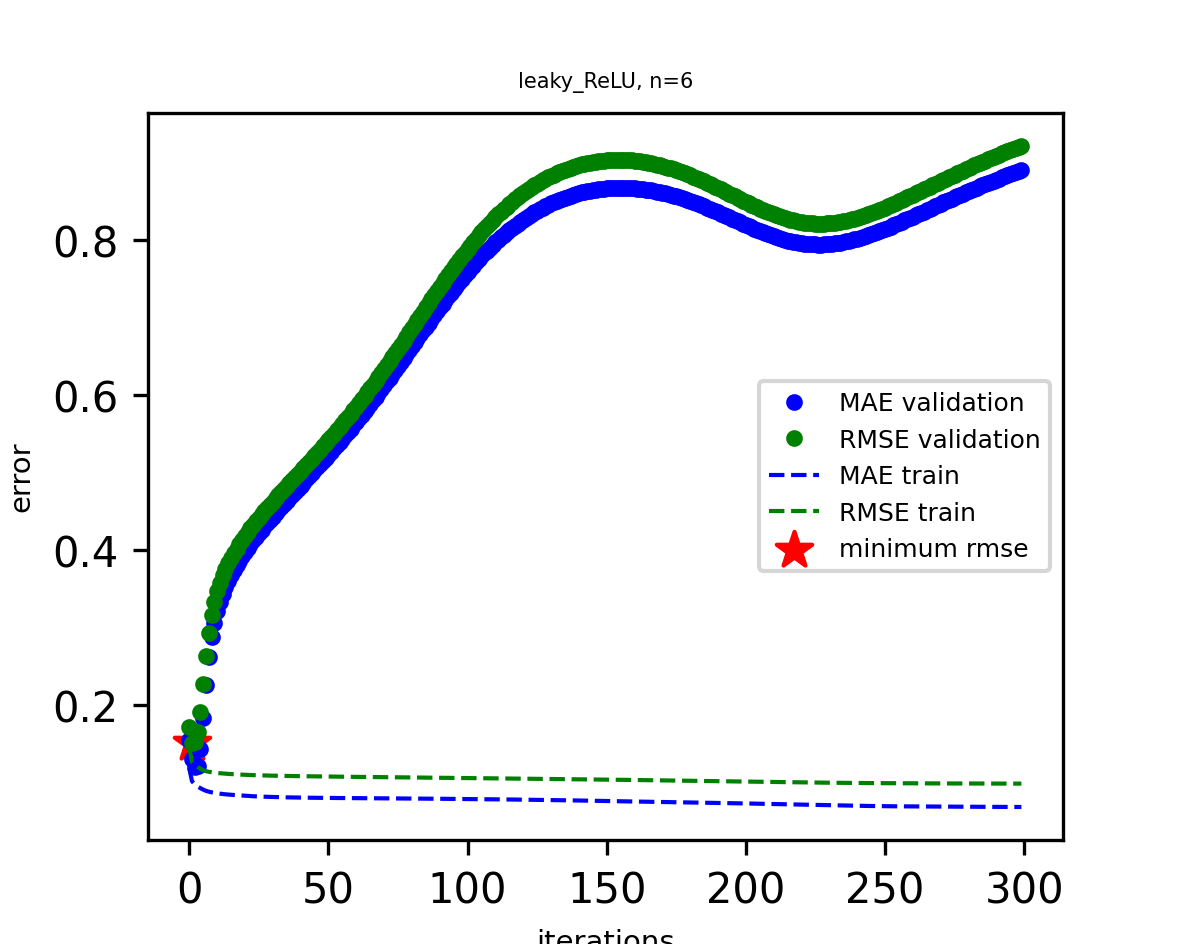 leaky_ReLU, n=6
error
0.8
0.6
0.4
0.2
MAE validation
RMSE validation
MAE train
RMSE train
minimum rmse
0 50 100 150 200 250 300
iterations